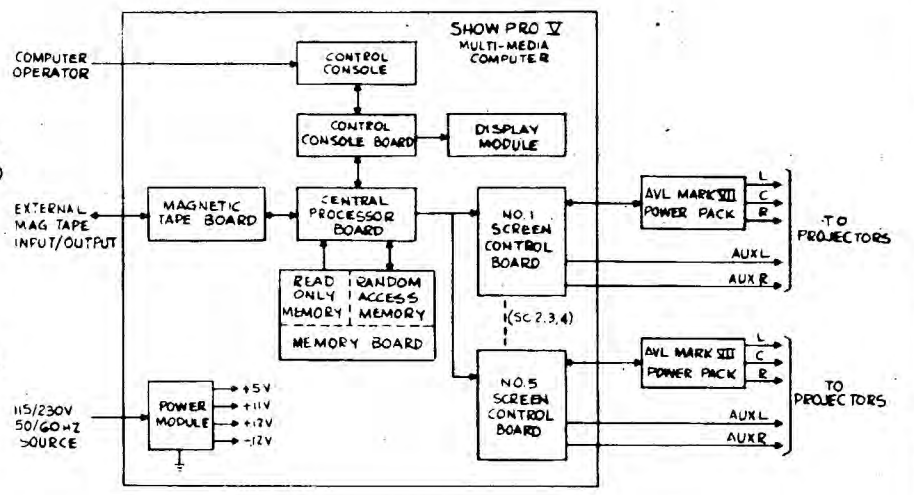 SHOW PRO V
MULTI-MEDIA
COMPUTER
COMPUTER
OPERATOR
CONTROL
CONSOLE
CONTROL
CONSOLE BOARD
DISPLAY
MODULE
EXTERNAL
MAG TAPE
INPUT/OUTPUT
MAGNETIC
TAPE BOARD
CENTRAL
PROCESSOR
BOARD
NO.1
SCREEN
CONTROL
BOARD
AVL MARK VII
POWER PACK
L
C
R
AUX L
AUX R
TO
PROJECTORS
READ
ONLY
MEMORY
RANDOM
ACCESS
MEMORY
MEMORY BOARD
(SC 2,3,4)
NO.5
SCREEN
CONTROL
BOARD
AVL MARK VII
POWER PACK
L
C
R
AUX L
AUX R
TO
PROJECTORS
115/230V
50/60HZ
SOURCE
POWER
MODULE
+5V
+11V
+12V
-12V